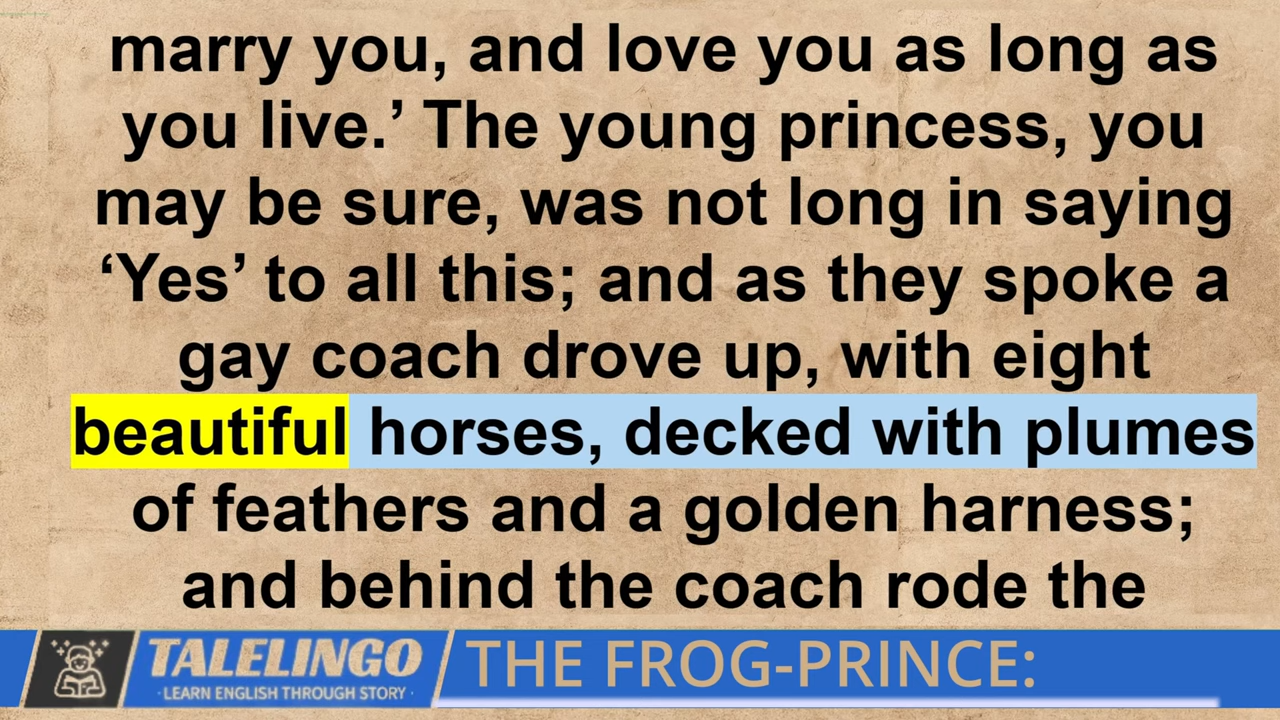 marry you, and love you as long as
you live.’ The young princess, you
may be sure, was not long in saying
‘Yes’ to all this; and as they spoke a
gay coach drove up, with eight
beautiful horses, decked with plumes
of feathers and a golden harness;
and behind the coach rode the
TALELINGO
· LEARN ENGLISH THROUGH STORY ·
THE FROG-PRINCE: